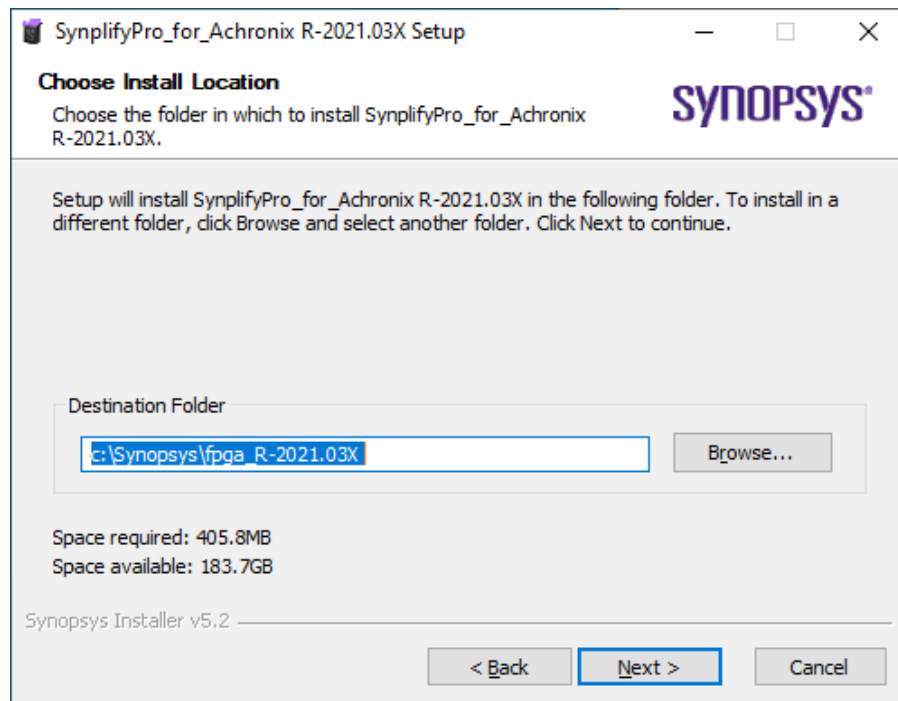 SynplifyPro_for_Achronix R-2021.03X Setup
Choose Install Location
Choose the folder in which to install SynplifyPro_for_Achronix
R-2021.03X.
SYNOPSYS®
Setup will install SynplifyPro_for_Achronix R-2021.03X in the following folder. To install in a
different folder, click Browse and select another folder. Click Next to continue.
Destination Folder
c:\Synopsys\fpga_R-2021.03X
Browse...
Space required: 405.8MB
Space available: 183.7GB
Synopsys Installer v5.2
< Back
Next >
Cancel